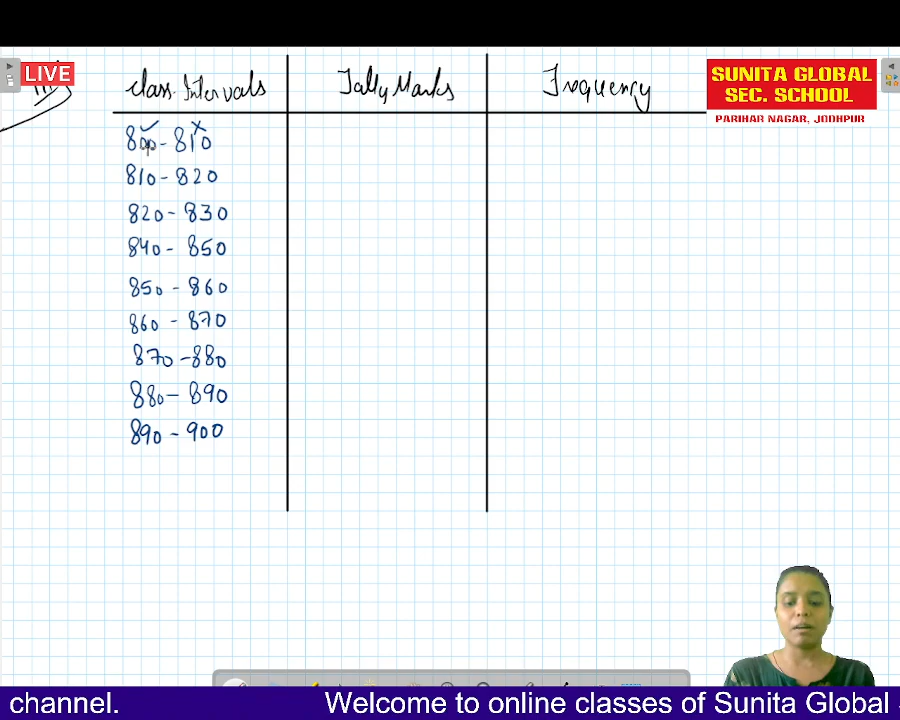 LIVE
Class Intervals Tally Marks Frequency
SUNITA GLOBAL
SEC. SCHOOL
PARIHAR NAGAR, JODHPUR
800 - 810
810 - 820
820 - 830
840 - 850
850 - 860
860 - 870
870 - 880
880 - 890
890 - 900
channel. Welcome to online classes of Sunita Global